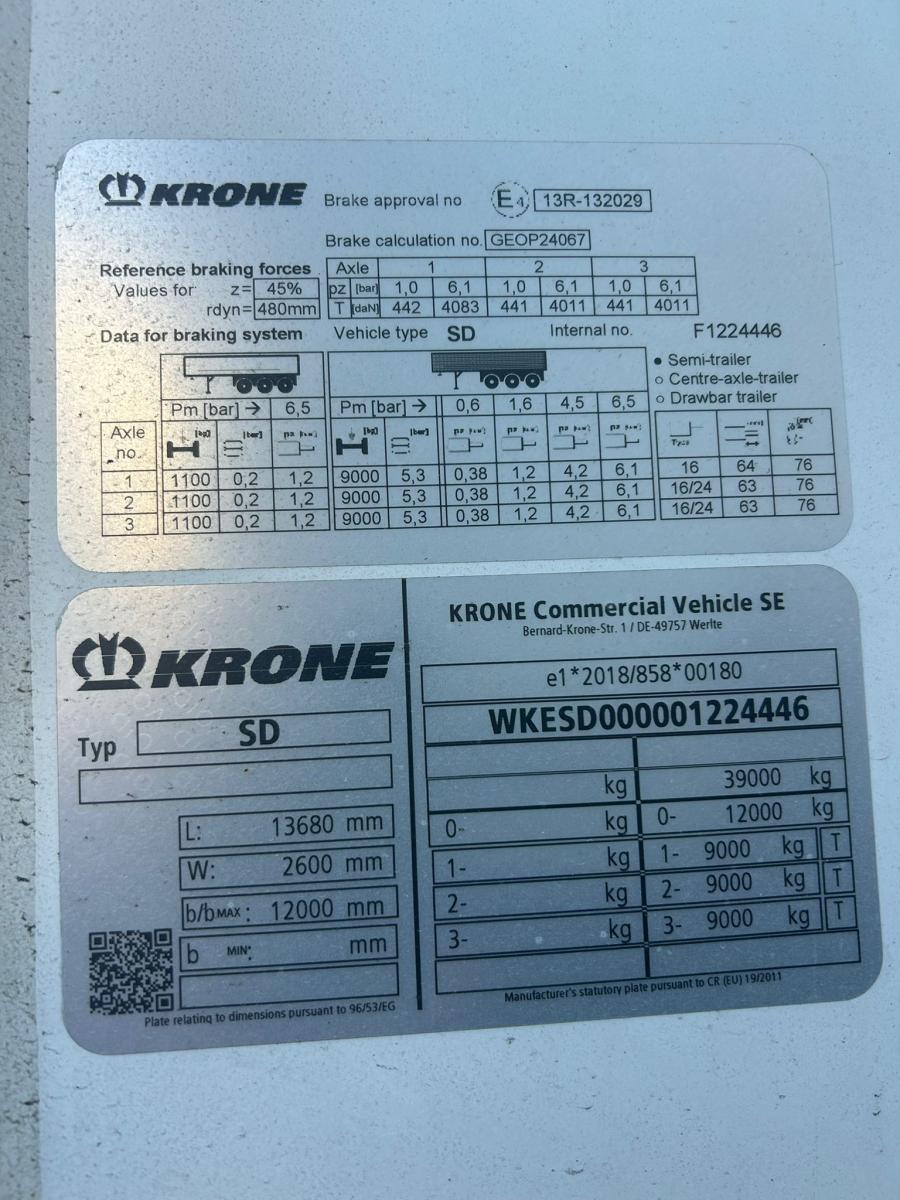 KRONE Brake approval no E4 13R-132029
Brake calculation no. GEOP24067
Reference braking forces Axle 1 2 3
Values for z= 45% pz [bar] 1,0 6,1 1,0 6,1 1,0 6,1
rdyn= 480mm T [daN] 442 4083 441 4011 441 4011
Data for braking system Vehicle type SD Internal no. F1224446
• Semi-trailer
○ Centre-axle-trailer
○ Drawbar trailer
Pm [bar] → 6,5 Pm [bar] → 0,6 1,6 4,5 6,5
Axle no. [kg] [bar] [kg] [bar]
1 1100 0,2 1,2 9000 5,3 0,38 1,2 4,2 6,1 16 64 76
2 1100 0,2 1,2 9000 5,3 0,38 1,2 4,2 6,1 16/24 63 76
3 1100 0,2 1,2 9000 5,3 0,38 1,2 4,2 6,1 16/24 63 76
KRONE
Typ SD
L: 13680 mm
W: 2600 mm
b/b MAX: 12000 mm
b MIN: mm
Plate relating to dimensions pursuant to 96/53/EG
KRONE Commercial Vehicle SE
Bernard-Krone-Str. 1 / DE-49757 Werlte
e1*2018/858*00180
WKESD000001224446
kg 39000 kg
0- kg 0- 12000 kg
1- kg 1- 9000 kg T
2- kg 2- 9000 kg T
3- kg 3- 9000 kg T
Manufacturer's statutory plate pursuant to CR (EU) 19/2011